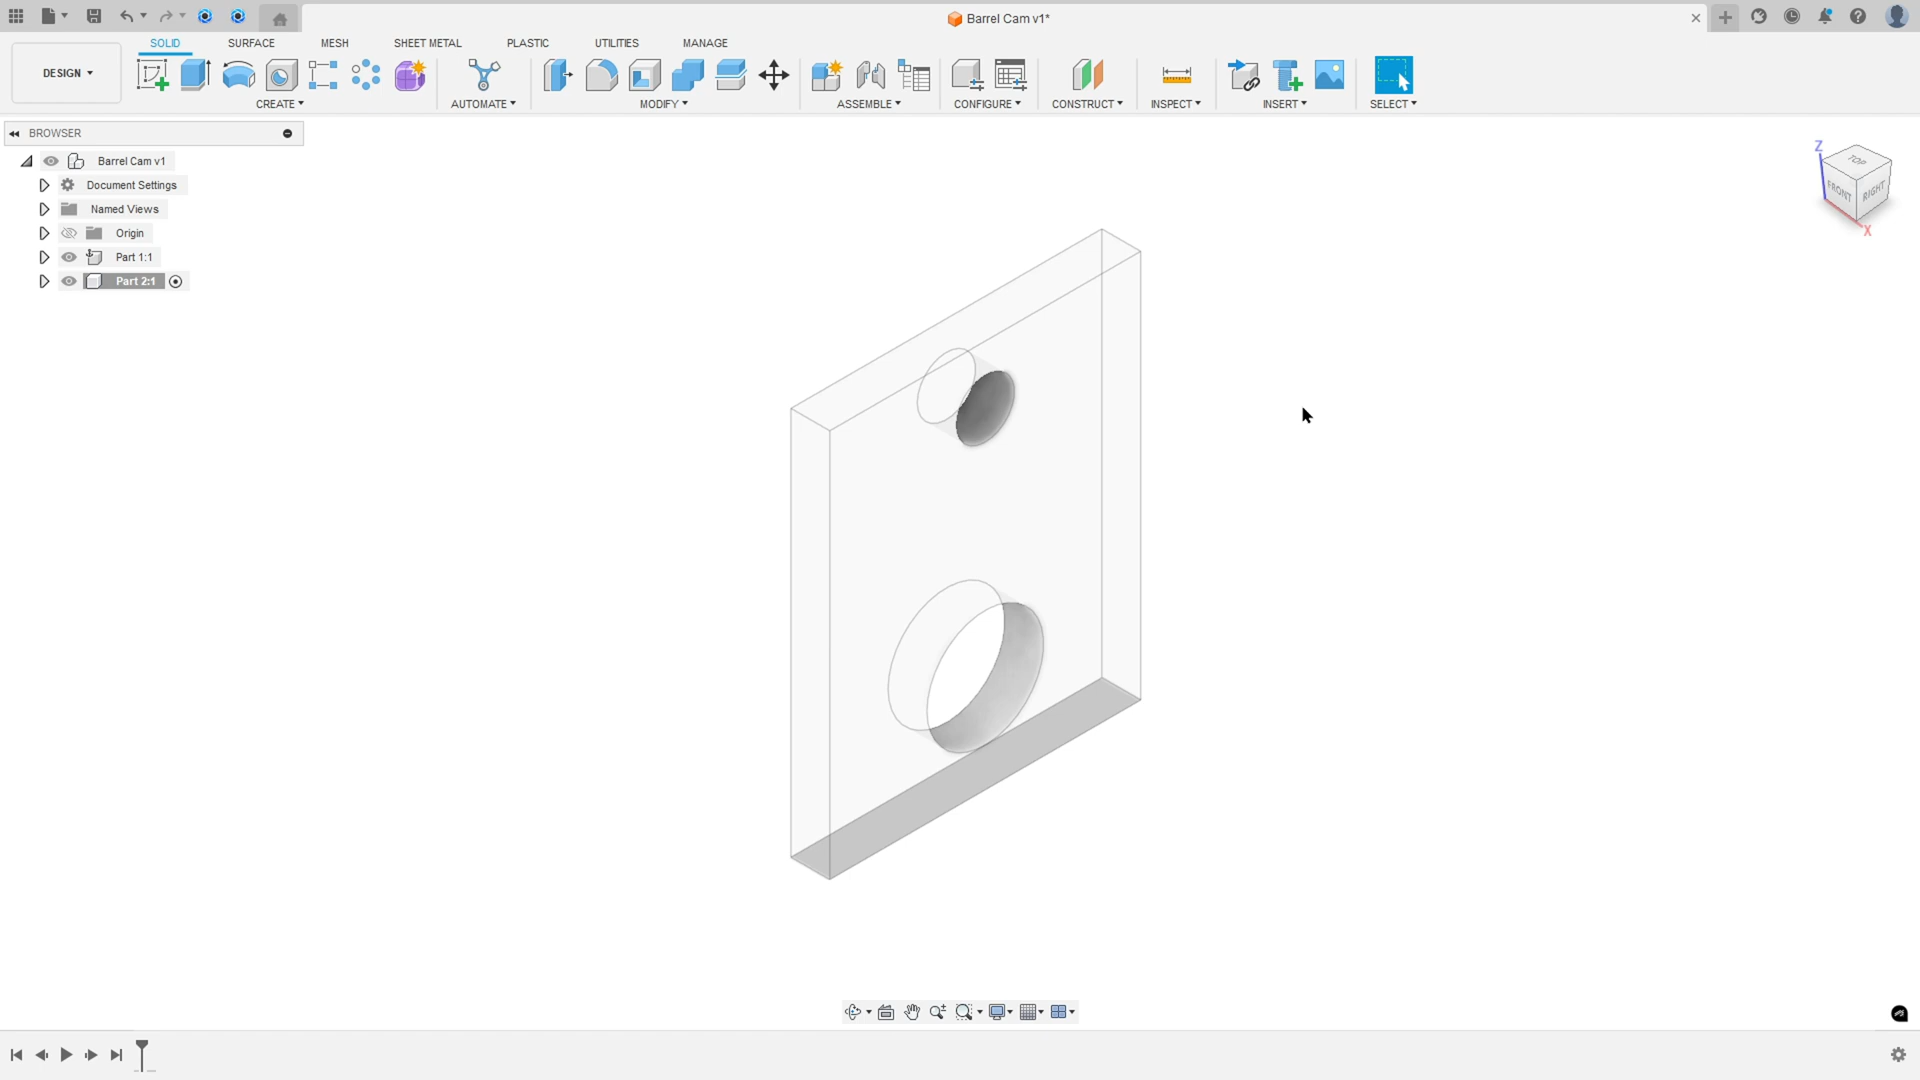 Barrel Cam v1*
SOLID SURFACE MESH SHEET METAL PLASTIC UTILITIES MANAGE
DESIGN
CREATE AUTOMATE MODIFY ASSEMBLE CONFIGURE CONSTRUCT INSPECT INSERT SELECT
BROWSER
Barrel Cam v1
Document Settings
Named Views
Origin
Part 1:1
Part 2:1
Z
TOP
FRONT RIGHT
X